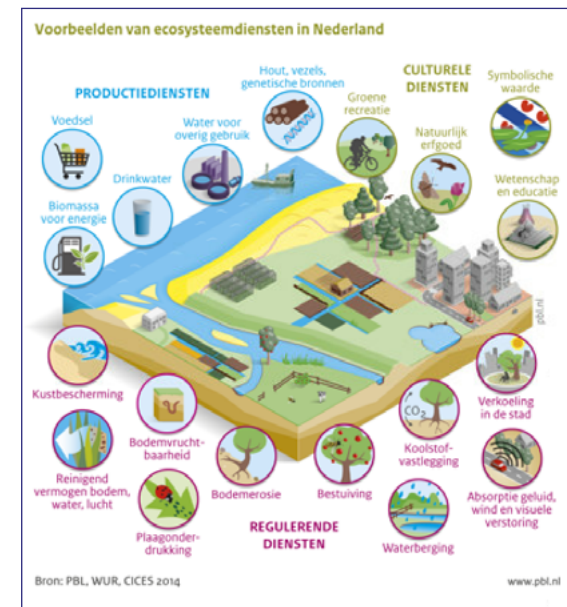 Voorbeelden van ecosysteemdiensten in Nederland
PRODUCTIEDIENSTEN
Voedsel
Biomassa
voor energie
Drinkwater
Water voor
overig gebruik
Hout, vezels,
genetische bronnen
CULTURELE
DIENSTEN
Groene
recreatie
Natuurlijk
erfgoed
Symbolische
waarde
Wetenschap
en educatie
pbl.nl
Kustbescherming
Reinigend
vermogen bodem,
water, lucht
Bodemvrucht-
baarheid
Plaagonder-
drukking
Bodemerosie
REGULERENDE
DIENSTEN
Bestuiving
CO2
Koolstof-
vastlegging
Waterberging
Verkoeling
in de stad
Absorptie geluid,
wind en visuele
verstoring
Bron: PBL, WUR, CICES 2014
www.pbl.nl